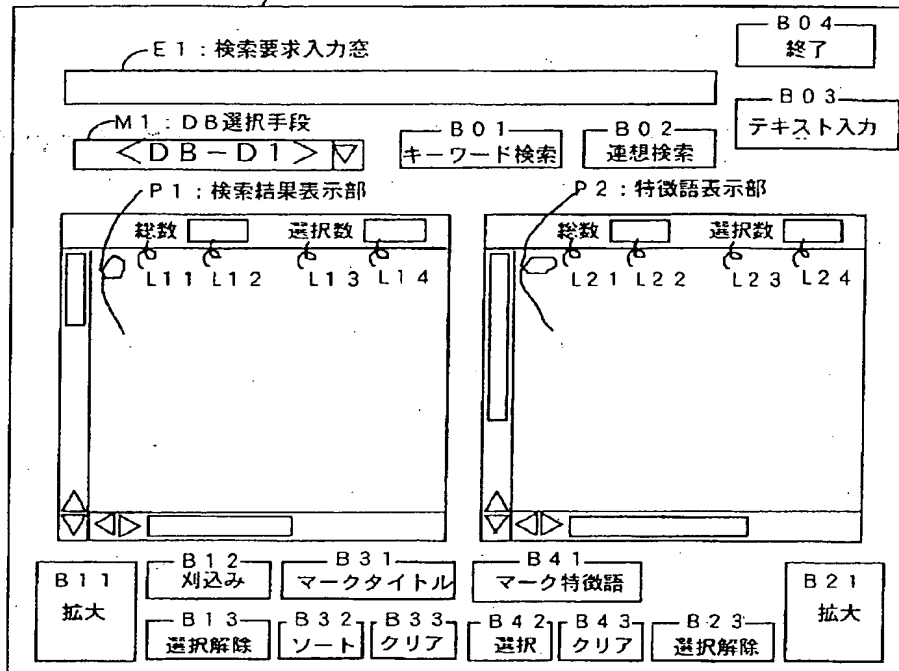 B04
終了
E1：検索要求入力窓
B03
テキスト入力
M1：DB選択手段
＜DB－D1＞
B01
キーワード検索
B02
連想検索
P1：検索結果表示部
P2：特徴語表示部
総数 選択数
総数 選択数
L11 L12 L13 L14
L21 L22 L23 L24
B11
拡大
B12
刈込み
B31
マークタイトル
B41
マーク特徴語
B21
拡大
B13
選択解除
B32
ソート
B33
クリア
B42
選択
B43
クリア
B23
選択解除